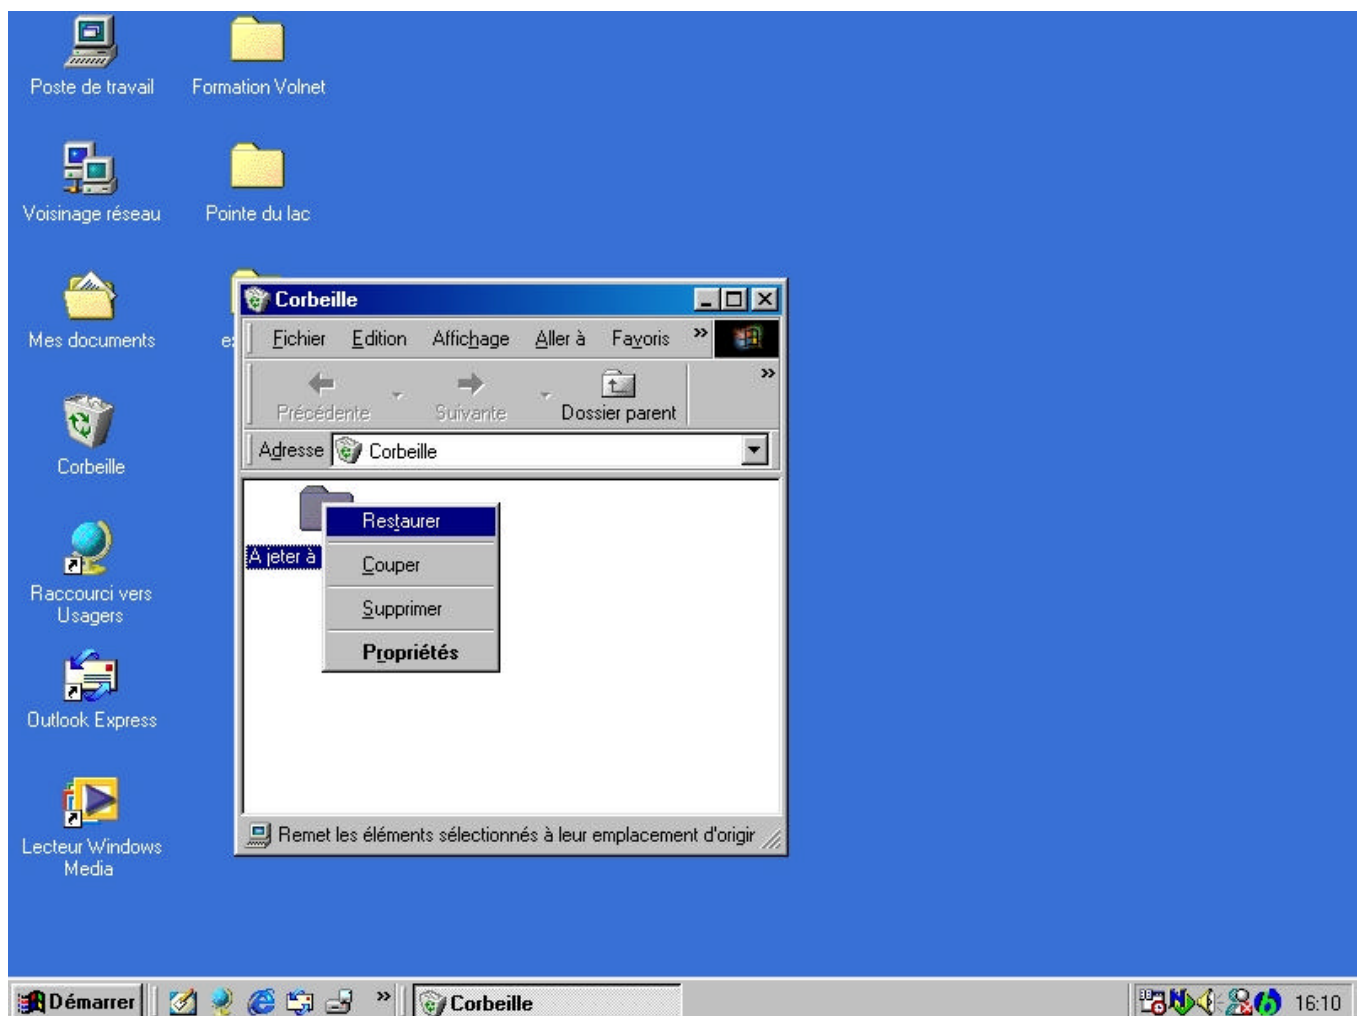 Poste de travail
Formation Volnet
Voisinage réseau
Pointe du lac
Mes documents
Corbeille
Raccourci vers
Usagers
Outlook Express
Lecteur Windows
Media
Corbeille
Fichier Edition Affichage Aller à Favoris »
Précédente Suivante Dossier parent »
Adresse Corbeille
A jeter à
Restaurer
Couper
Supprimer
Propriétés
Remet les éléments sélectionnés à leur emplacement d'origir
Démarrer » Corbeille 16:10